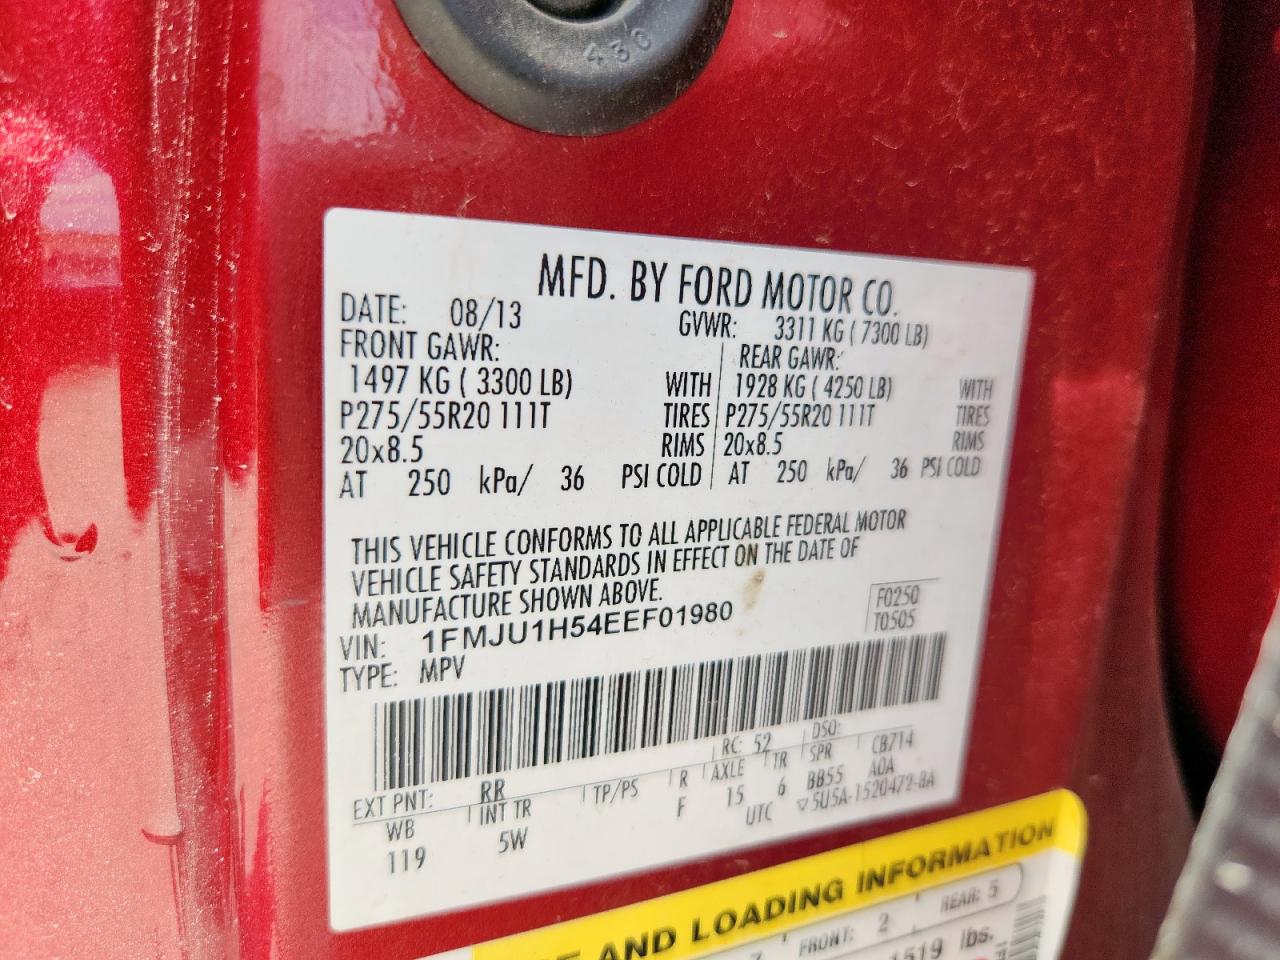 430
MFD. BY FORD MOTOR CO.
DATE: 08/13 GVWR: 3311 KG ( 7300 LB)
FRONT GAWR: REAR GAWR:
1497 KG ( 3300 LB) WITH 1928 KG ( 4250 LB) WITH
P275/55R20 111T TIRES P275/55R20 111T TIRES
20x8.5 RIMS 20x8.5 RIMS
AT 250 kPa/ 36 PSI COLD AT 250 kPa/ 36 PSI COLD
THIS VEHICLE CONFORMS TO ALL APPLICABLE FEDERAL MOTOR
VEHICLE SAFETY STANDARDS IN EFFECT ON THE DATE OF
MANUFACTURE SHOWN ABOVE.
VIN: 1FMJU1H54EEF01980 F0250
TYPE: MPV T0505
EXT PNT: RR RC: 52 DSO:
WB INT TR TP/PS R AXLE TR SPR CB714
119 5W F 15 6 BB55 A0A
UTC ▽5U5A-1520472-BA
AND LOADING INFORMATION
FRONT: 2 REAR: 5
1519 lbs.